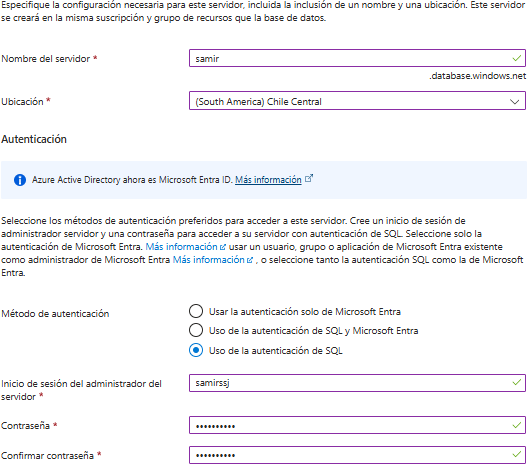 Especifique la configuración necesaria para este servidor, incluida la inclusión de un nombre y una ubicación. Este servidor
se creará en la misma suscripción y grupo de recursos que la base de datos.
Nombre del servidor *
samir
.database.windows.net
Ubicación *
(South America) Chile Central
Autenticación
Azure Active Directory ahora es Microsoft Entra ID. Más información
Seleccione los métodos de autenticación preferidos para acceder a este servidor. Cree un inicio de sesión de
administrador servidor y una contraseña para acceder a su servidor con autenticación de SQL. Seleccione solo la
autenticación de Microsoft Entra. Más información usar un usuario, grupo o aplicación de Microsoft Entra existente
como administrador de Microsoft Entra Más información , o seleccione tanto la autenticación SQL como la de Microsoft
Entra.
Método de autenticación
Usar la autenticación solo de Microsoft Entra
Uso de la autenticación de SQL y Microsoft Entra
Uso de la autenticación de SQL
Inicio de sesión del administrador del
servidor *
samirssj
Contraseña *
••••••••••
Confirmar contraseña *
••••••••••